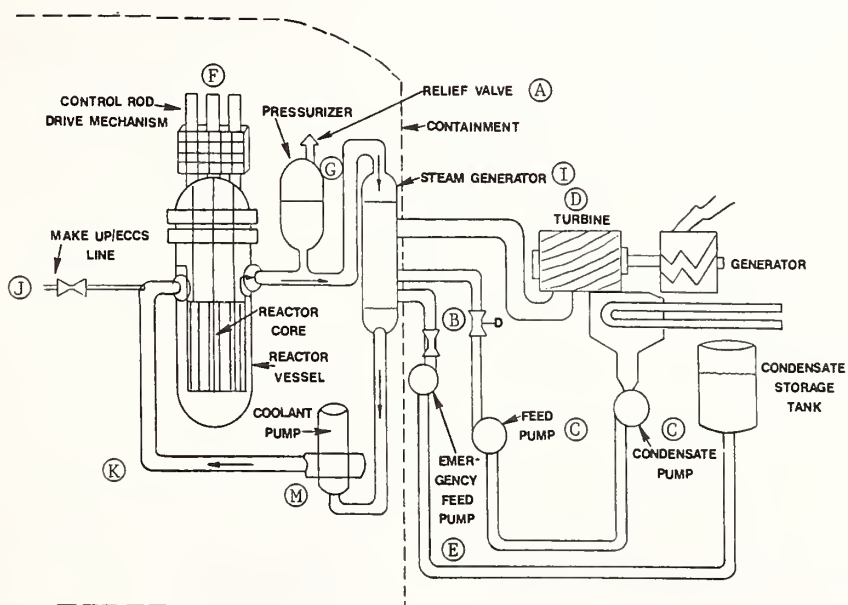 F
CONTROL ROD
DRIVE MECHANISM
PRESSURIZER
RELIEF VALVE A
CONTAINMENT
G
STEAM GENERATOR I
D
TURBINE
GENERATOR
MAKE UP/ECCS
LINE
J
REACTOR
CORE
REACTOR
VESSEL
B
CONDENSATE
STORAGE
TANK
COOLANT
PUMP
FEED
PUMP C
C
CONDENSATE
PUMP
EMER-
GENCY
FEED
PUMP
K
M
E